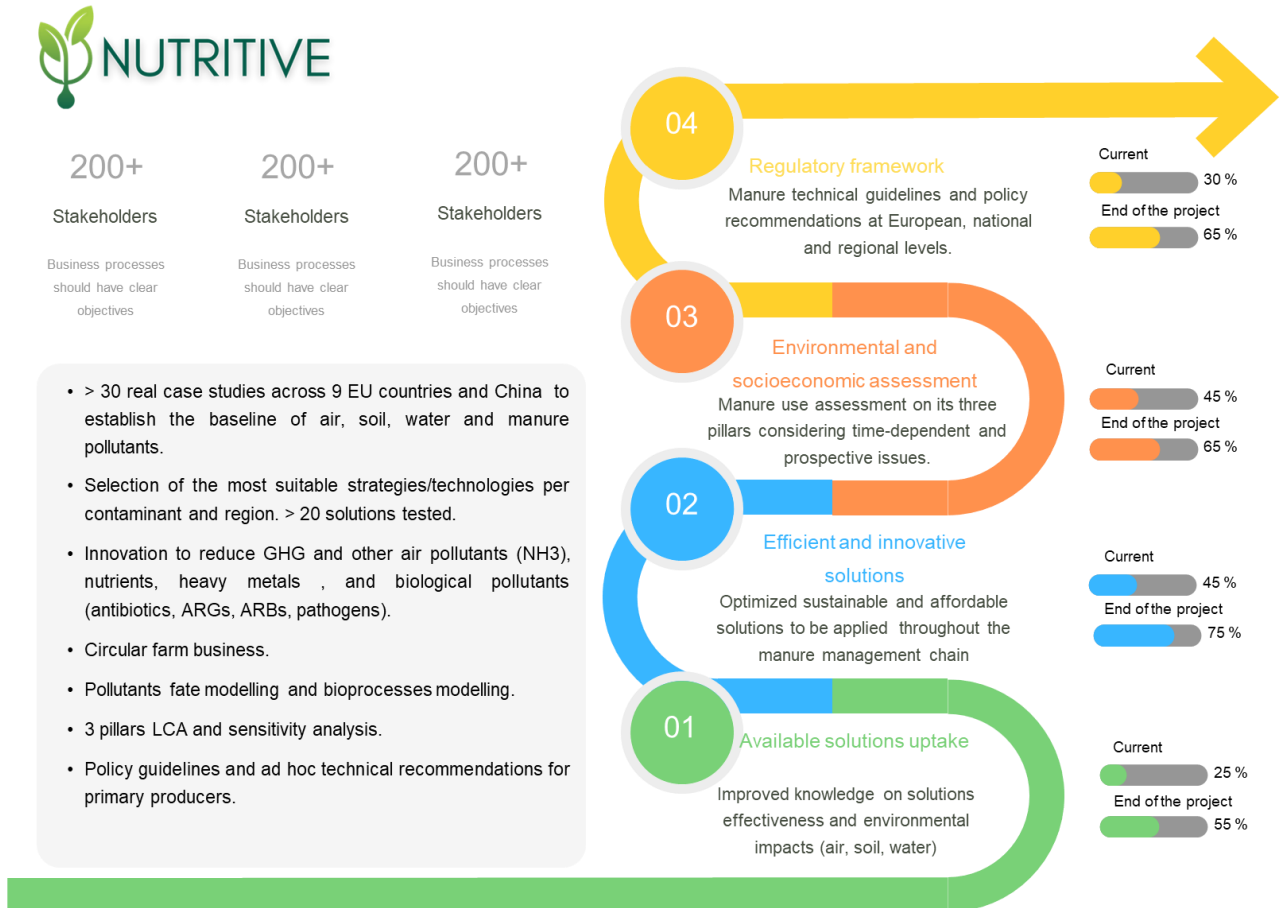 NUTRITIVE
200+
Stakeholders
Business processes
should have clear
objectives
200+
Stakeholders
Business processes
should have clear
objectives
200+
Stakeholders
Business processes
should have clear
objectives
• > 30 real case studies across 9 EU countries and China to
establish the baseline of air, soil, water and manure
pollutants.
• Selection of the most suitable strategies/technologies per
contaminant and region. > 20 solutions tested.
• Innovation to reduce GHG and other air pollutants (NH3),
nutrients, heavy metals , and biological pollutants
(antibiotics, ARGs, ARBs, pathogens).
• Circular farm business.
• Pollutants fate modelling and bioprocesses modelling.
• 3 pillars LCA and sensitivity analysis.
• Policy guidelines and ad hoc technical recommendations for
primary producers.
04
Regulatory framework
Manure technical guidelines and policy
recommendations at European, national
and regional levels.
Current
30 %
End of the project
65 %
03
Environmental and
socioeconomic assessment
Manure use assessment on its three
pillars considering time-dependent and
prospective issues.
Current
45 %
End of the project
65 %
02
Efficient and innovative
solutions
Optimized sustainable and affordable
solutions to be applied throughout the
manure management chain
Current
45 %
End of the project
75 %
01
Available solutions uptake
Improved knowledge on solutions
effectiveness and environmental
impacts (air, soil, water)
Current
25 %
End of the project
55 %